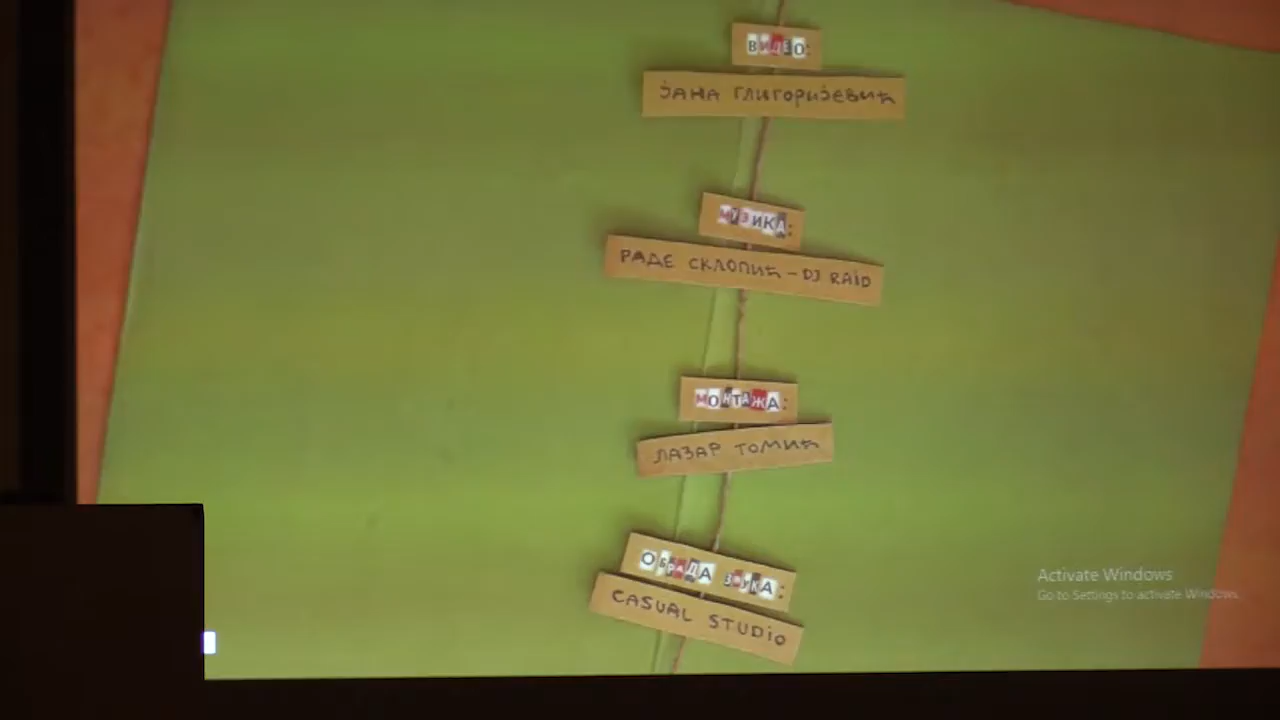 ВИДЕО:
ЈАНА ГЛИГОРИЈЕВИЋ
МУЗИКА:
РАДЕ СКЛОПИЋ - DJ RAID
МОНТАЖА:
ЛАЗАР ТОМИЋ
ОБРАДА ЗВУКА:
CASUAL STUDIO
Activate Windows
Go to Settings to activate Windows.